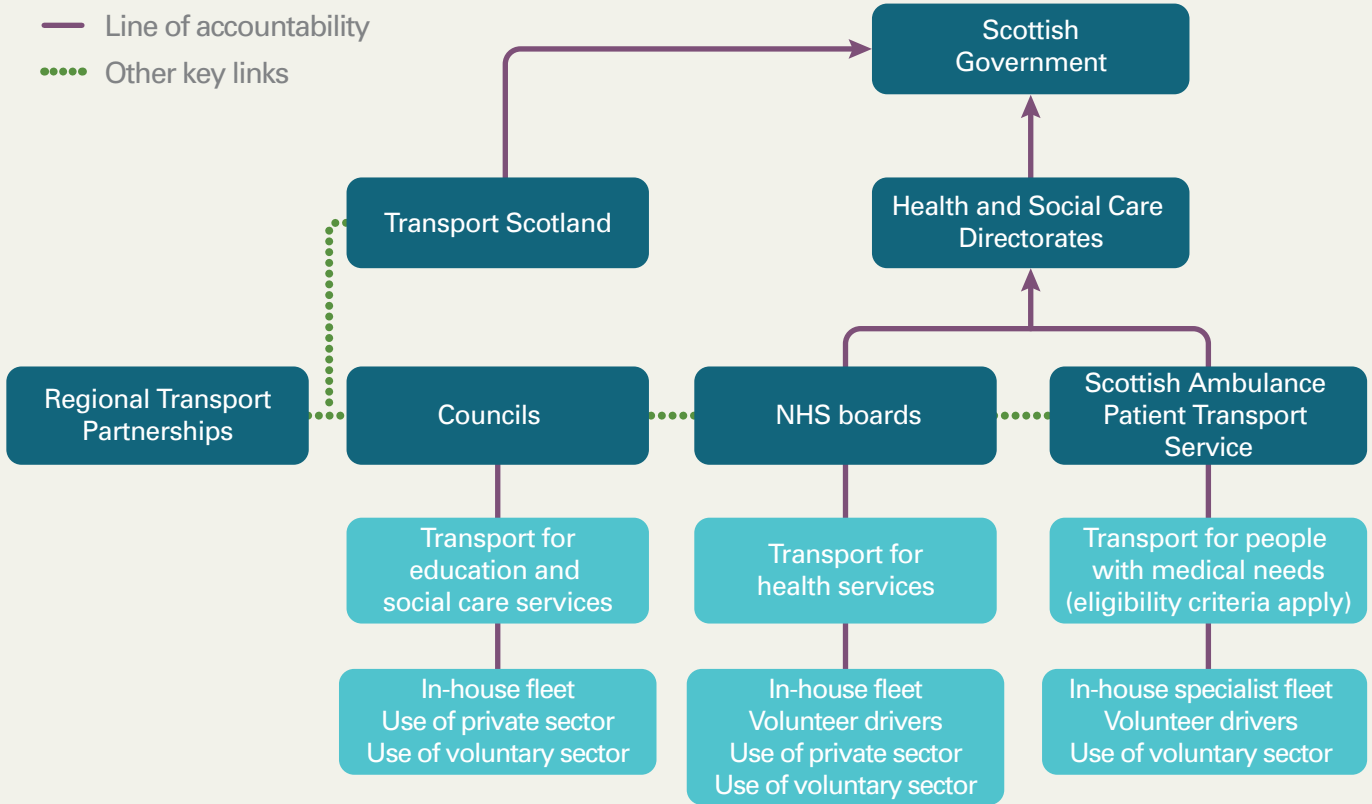 Line of accountability
Other key links
Scottish
Government
Transport Scotland
Health and Social Care
Directorates
Regional Transport
Partnerships
Councils
NHS boards
Scottish Ambulance
Patient Transport
Service
Transport for
education and
social care services
Transport for
health services
Transport for people
with medical needs
(eligibility criteria apply)
In-house fleet
Use of private sector
Use of voluntary sector
In-house fleet
Volunteer drivers
Use of private sector
Use of voluntary sector
In-house specialist fleet
Volunteer drivers
Use of voluntary sector